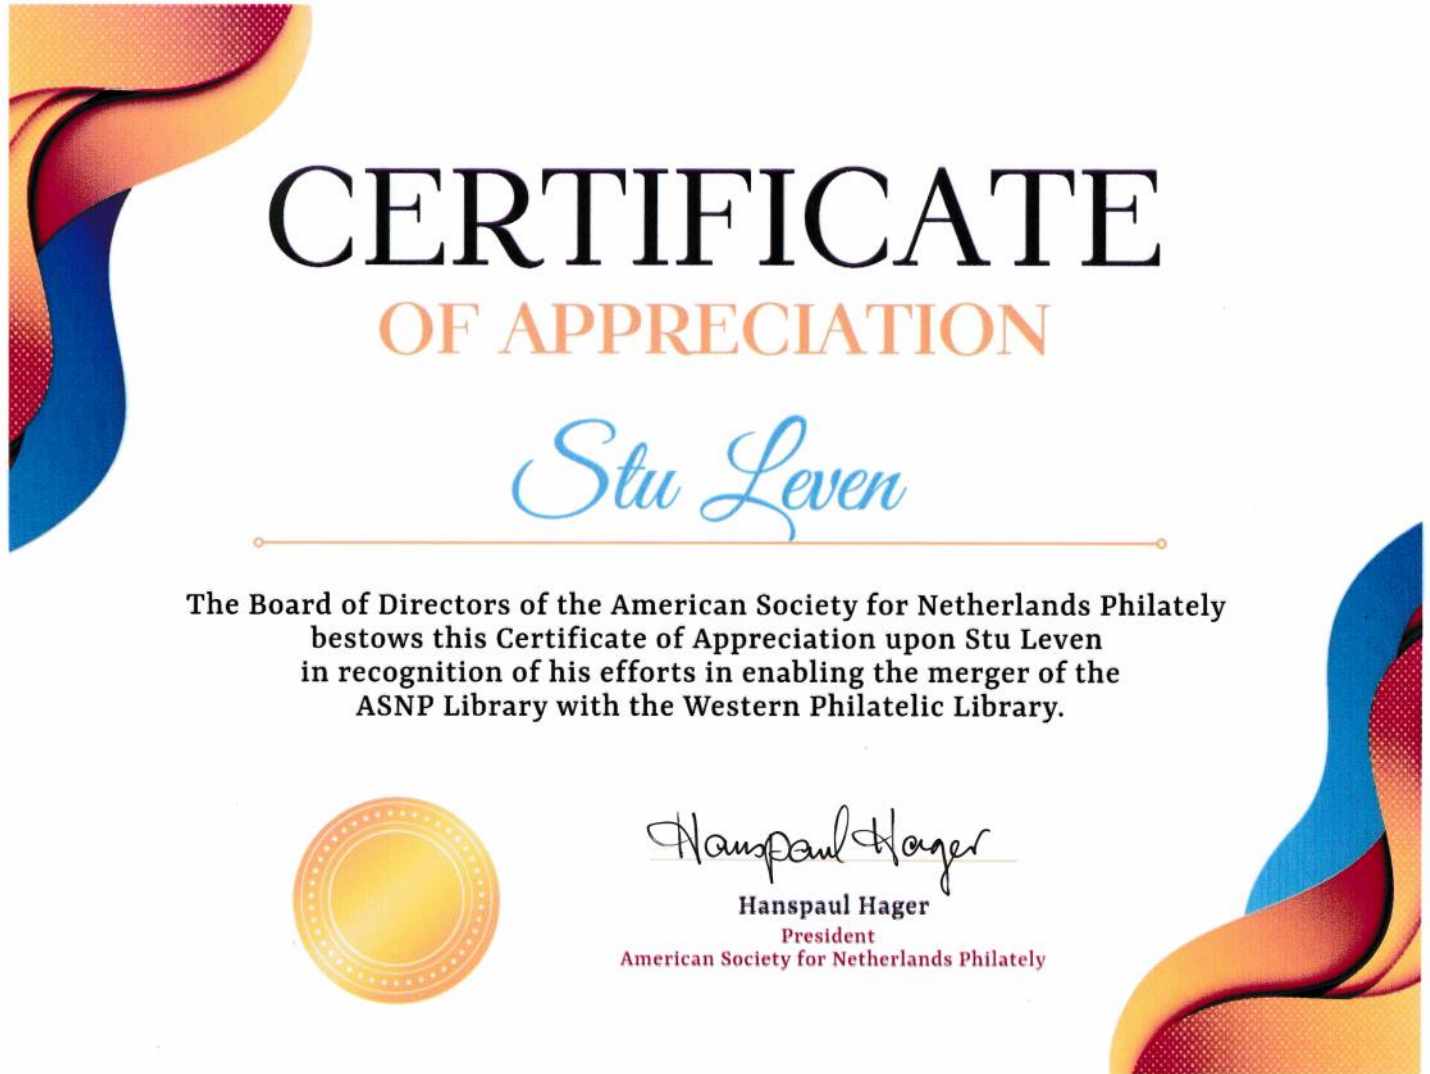 CERTIFICATE
OF APPRECIATION
Stu Leven
The Board of Directors of the American Society for Netherlands Philately
bestows this Certificate of Appreciation upon Stu Leven
in recognition of his efforts in enabling the merger of the
ASNP Library with the Western Philatelic Library.
Hanspaul Hager
Hanspaul Hager
President
American Society for Netherlands Philately